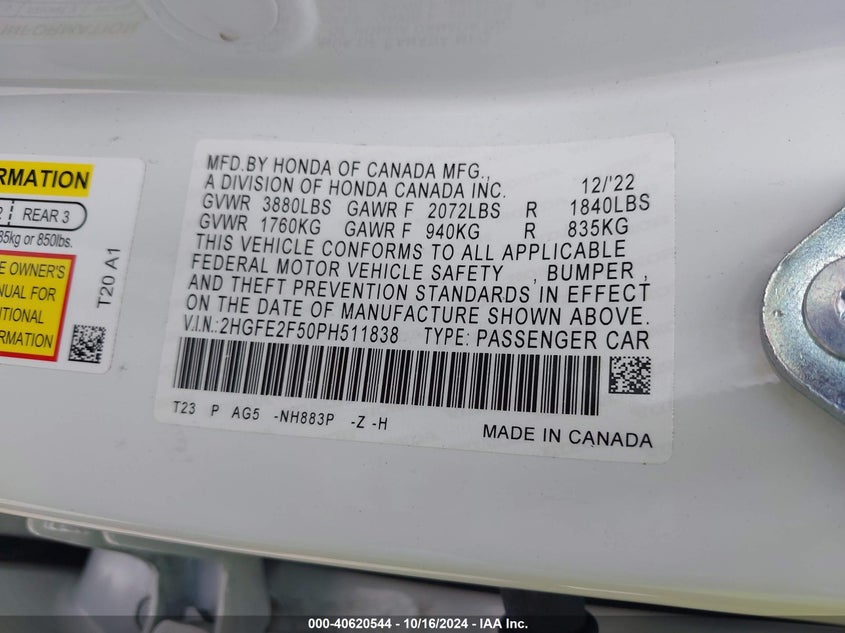 RMATION
2 REAR 3
85kg or 850lbs.
E OWNER'S
NUAL FOR
ITIONAL
ORMATION
T20 A1
MFD.BY HONDA OF CANADA MFG.,
A DIVISION OF HONDA CANADA INC. 12/'22
GVWR 3880LBS GAWR F 2072LBS R 1840LBS
GVWR 1760KG GAWR F 940KG R 835KG
THIS VEHICLE CONFORMS TO ALL APPLICABLE
FEDERAL MOTOR VEHICLE SAFETY , BUMPER ,
AND THEFT PREVENTION STANDARDS IN EFFECT
ON THE DATE OF MANUFACTURE SHOWN ABOVE.
V.I.N.:2HGFE2F50PH511838 TYPE: PASSENGER CAR
T23 P AG5 -NH883P -Z -H
MADE IN CANADA
000-40620544 - 10/16/2024 - IAA Inc.